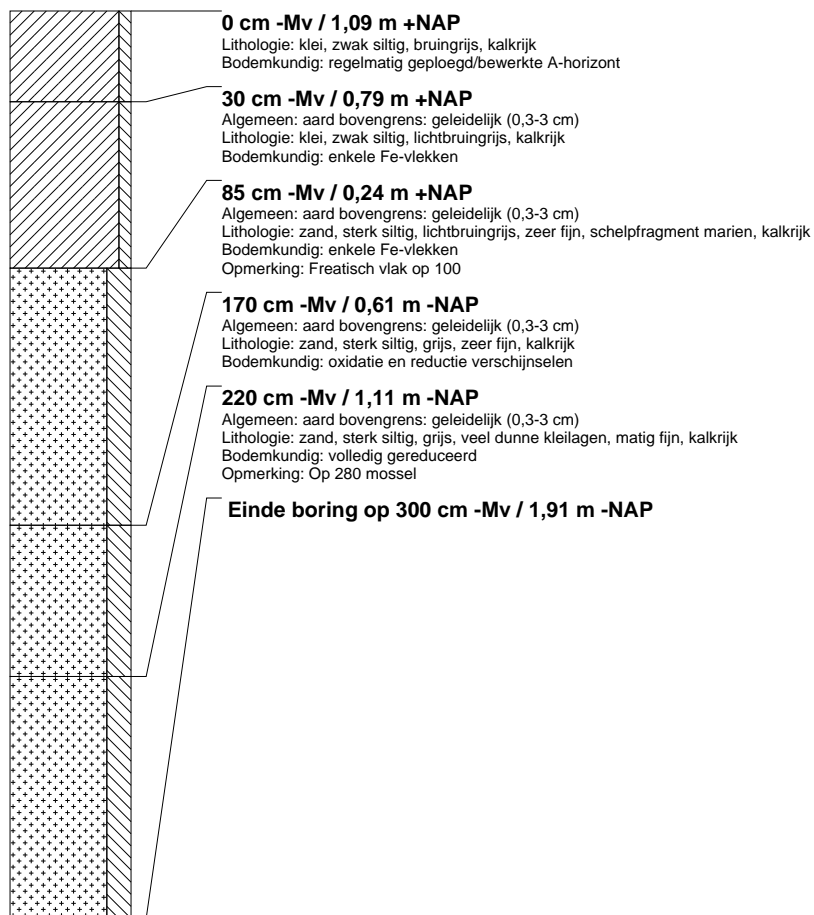 0 cm -Mv / 1,09 m +NAP
Lithologie: klei, zwak siltig, bruingrijs, kalkrijk
Bodemkundig: regelmatig geploegd/bewerkte A-horizont
30 cm -Mv / 0,79 m +NAP
Algemeen: aard bovengrens: geleidelijk (0,3-3 cm)
Lithologie: klei, zwak siltig, lichtbruingrijs, kalkrijk
Bodemkundig: enkele Fe-vlekken
85 cm -Mv / 0,24 m +NAP
Algemeen: aard bovengrens: geleidelijk (0,3-3 cm)
Lithologie: zand, sterk siltig, lichtbruingrijs, zeer fijn, schelpfragment marien, kalkrijk
Bodemkundig: enkele Fe-vlekken
Opmerking: Freatisch vlak op 100
170 cm -Mv / 0,61 m -NAP
Algemeen: aard bovengrens: geleidelijk (0,3-3 cm)
Lithologie: zand, sterk siltig, grijs, zeer fijn, kalkrijk
Bodemkundig: oxidatie en reductie verschijnselen
220 cm -Mv / 1,11 m -NAP
Algemeen: aard bovengrens: geleidelijk (0,3-3 cm)
Lithologie: zand, sterk siltig, grijs, veel dunne kleilagen, matig fijn, kalkrijk
Bodemkundig: volledig gereduceerd
Opmerking: Op 280 mossel
Einde boring op 300 cm -Mv / 1,91 m -NAP